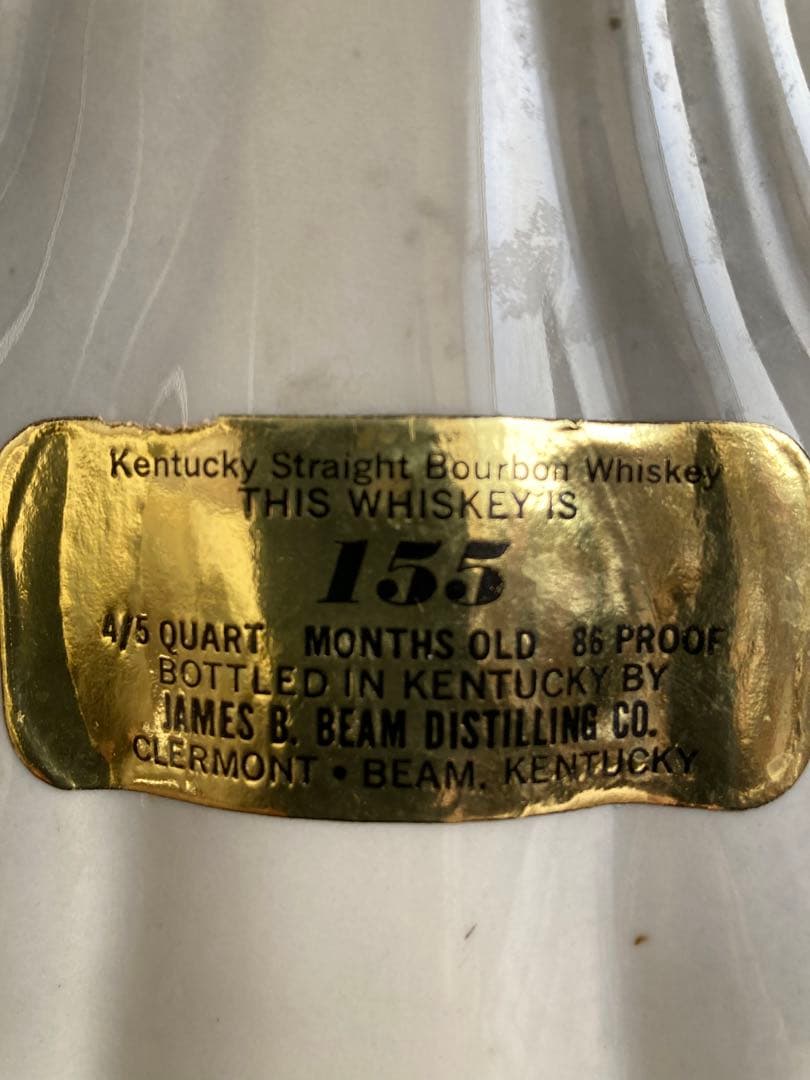 Kentucky Straight Bourbon Whiskey
THIS WHISKEY IS
155
4/5 QUART MONTHS OLD 86 PROOF
BOTTLED IN KENTUCKY BY
JAMES B. BEAM DISTILLING CO.
CLERMONT • BEAM, KENTUCKY